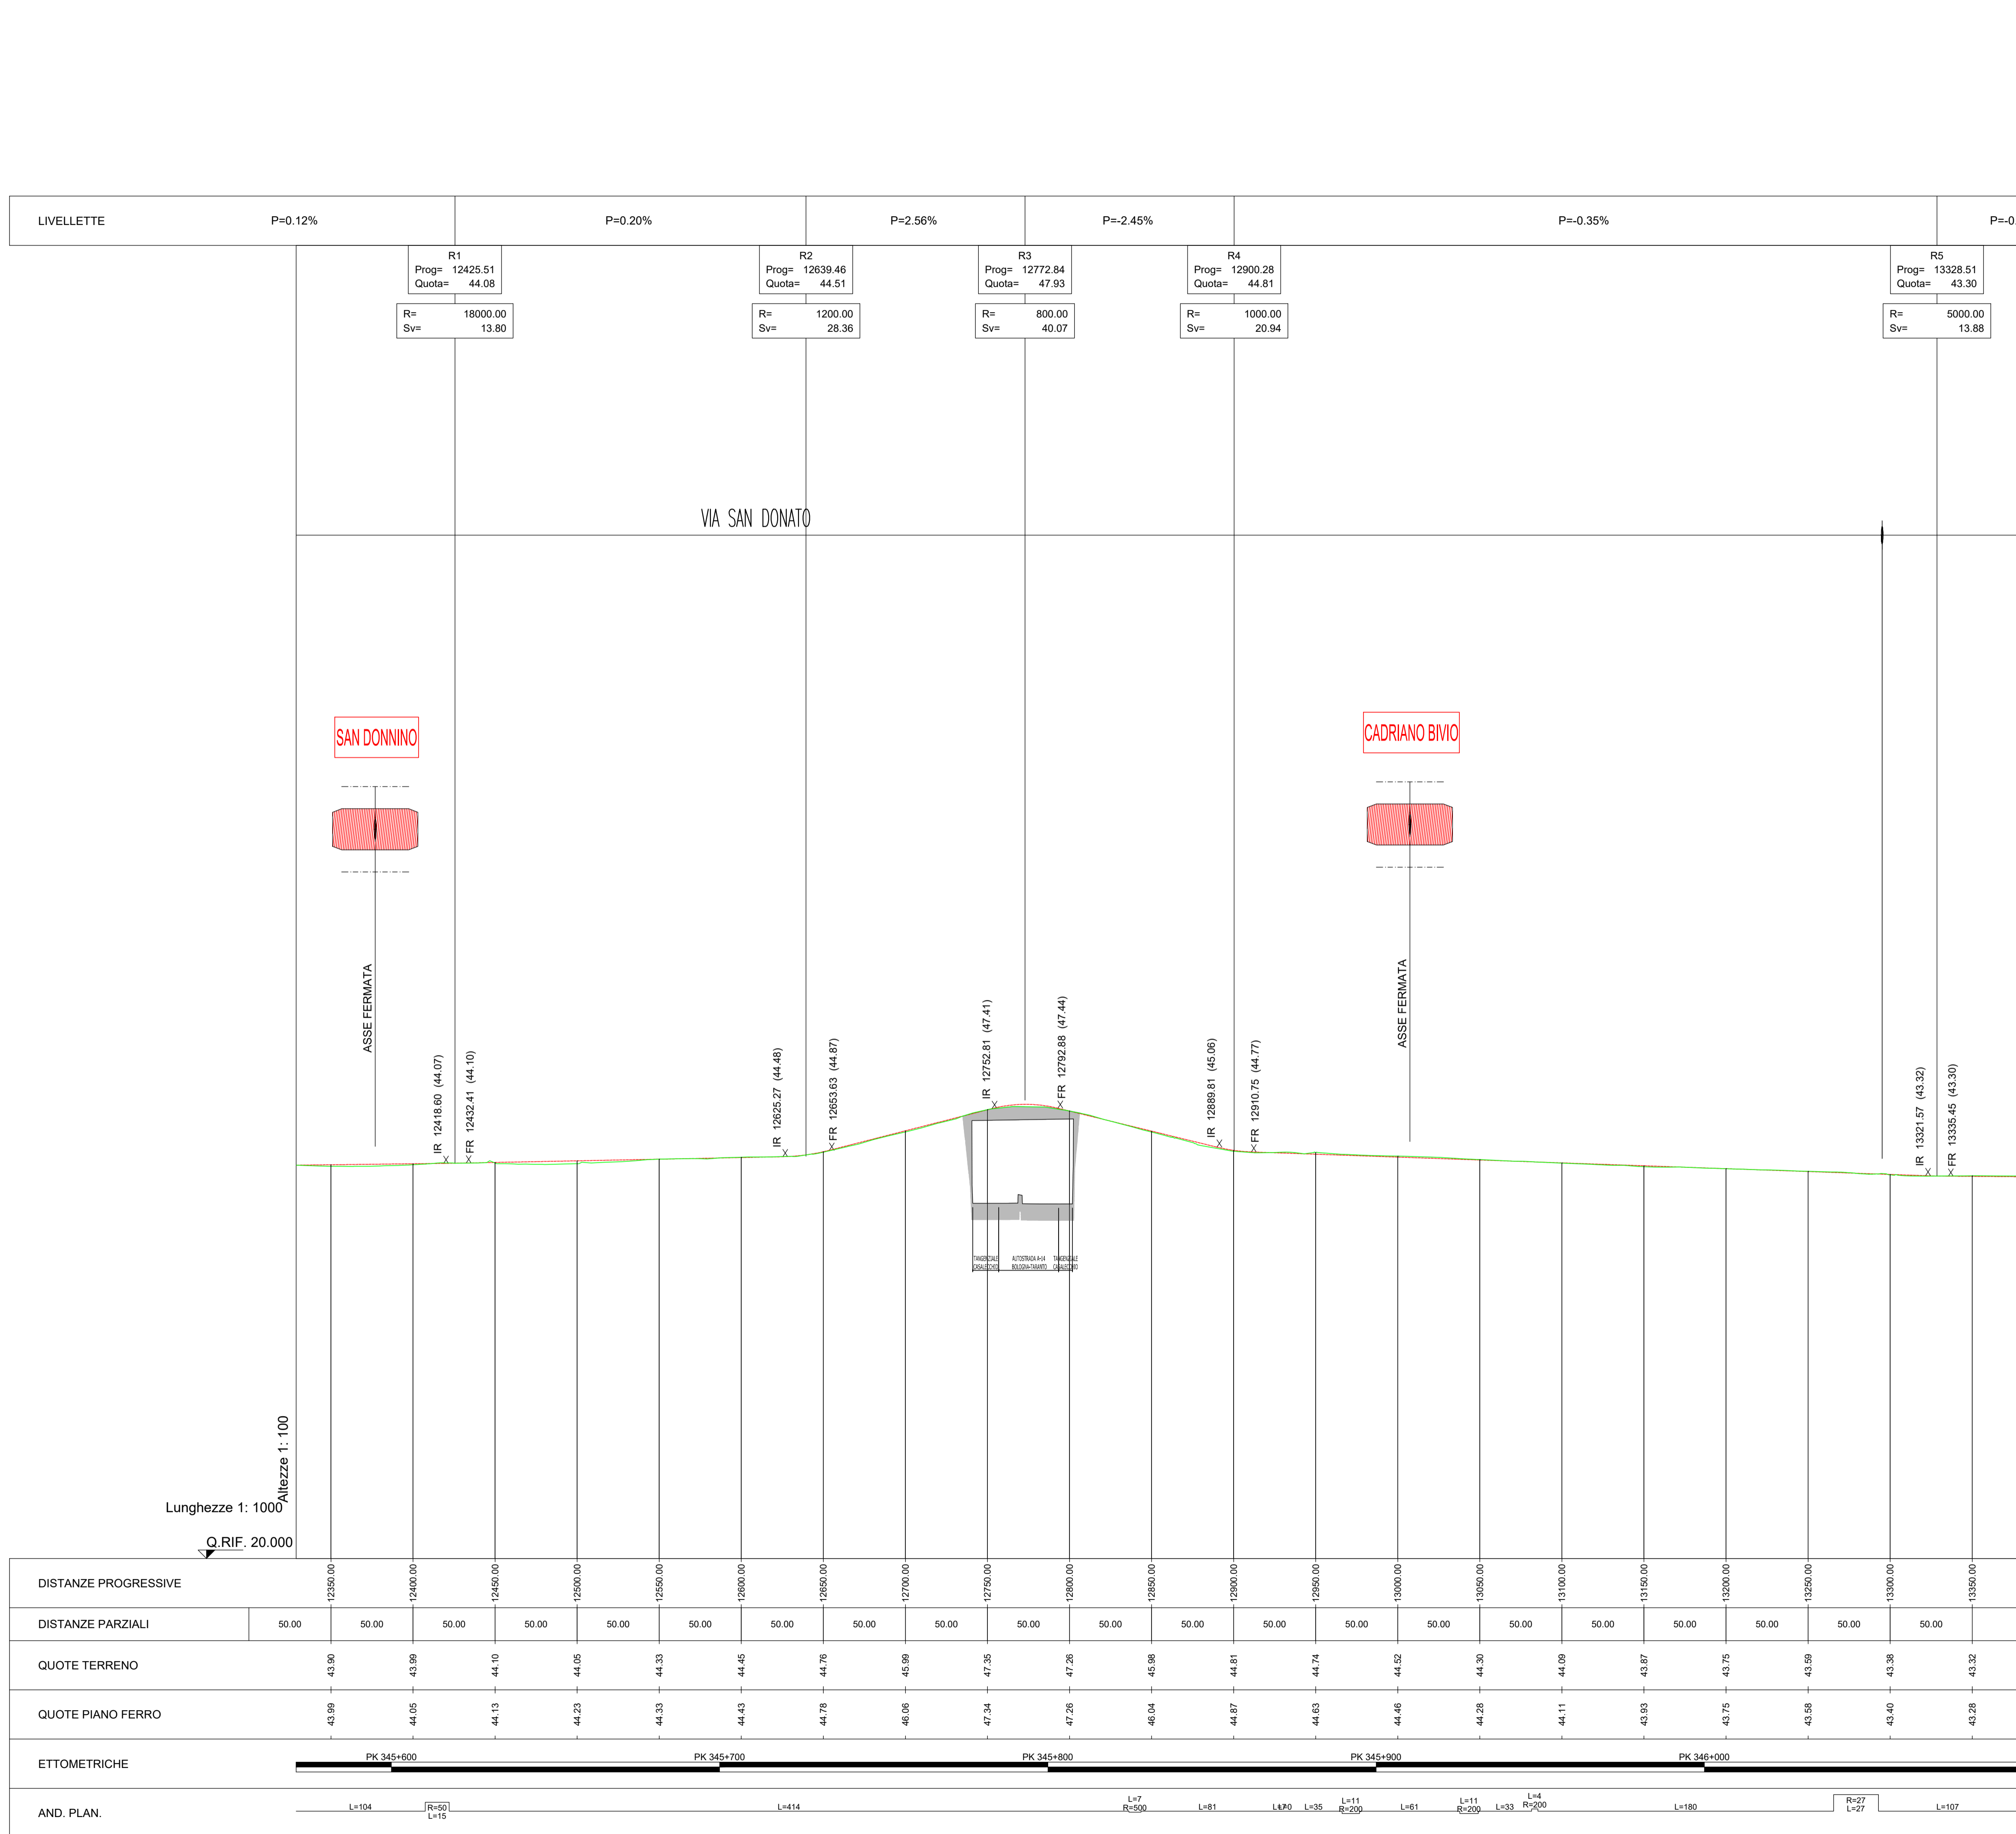 LIVELLETTE P=0.12% P=0.20% P=2.56% P=-2.45% P=-0.35% P=-0.
R1
Prog= 12425.51
Quota= 44.08
R= 18000.00
Sv= 13.80
R2
Prog= 12639.46
Quota= 44.51
R= 1200.00
Sv= 28.36
R3
Prog= 12772.84
Quota= 47.93
R= 800.00
Sv= 40.07
R4
Prog= 12900.28
Quota= 44.81
R= 1000.00
Sv= 20.94
R5
Prog= 13328.51
Quota= 43.30
R= 5000.00
Sv= 13.88
VIA SAN DONATO
SAN DONNINO
CADRIANO BIVIO
ASSE FERMATA
ASSE FERMATA
IR 12418.60 (44.07)
FR 12432.41 (44.10)
IR 12625.27 (44.48)
FR 12653.63 (44.87)
IR 12752.81 (47.41)
FR 12792.88 (47.44)
IR 12889.81 (45.06)
FR 12910.75 (44.77)
IR 13321.57 (43.32)
FR 13335.45 (43.30)
TANGENZIALE
CASALECCHIO
AUTOSTRADA A-14
BOLOGNA-TARANTO
TANGENZIALE
CASALECCHIO
Altezze 1: 100
Lunghezze 1: 1000
Q.RIF. 20.000
DISTANZE PROGRESSIVE 12350.00 12400.00 12450.00 12500.00 12550.00 12600.00 12650.00 12700.00 12750.00 12800.00 12850.00 12900.00 12950.00 13000.00 13050.00 13100.00 13150.00 13200.00 13250.00 13300.00 13350.00
DISTANZE PARZIALI 50.00 50.00 50.00 50.00 50.00 50.00 50.00 50.00 50.00 50.00 50.00 50.00 50.00 50.00 50.00 50.00 50.00 50.00 50.00 50.00 50.00
QUOTE TERRENO 43.90 43.99 44.10 44.05 44.33 44.45 44.76 45.99 47.35 47.26 45.98 44.81 44.74 44.52 44.30 44.09 43.87 43.75 43.59 43.38 43.32
QUOTE PIANO FERRO 43.99 44.05 44.13 44.23 44.33 44.43 44.78 46.06 47.34 47.26 46.04 44.87 44.63 44.46 44.28 44.11 43.93 43.75 43.58 43.40 43.28
ETTOMETRICHE PK 345+600 PK 345+700 PK 345+800 PK 345+900 PK 346+000
AND. PLAN. L=104
R=50
L=15
L=414
L=7
R=500
L=81
L=35
L=11
R=200
L=61
L=11
R=200
L=33
L=4
R=200
L=180
R=27
L=27
L=107